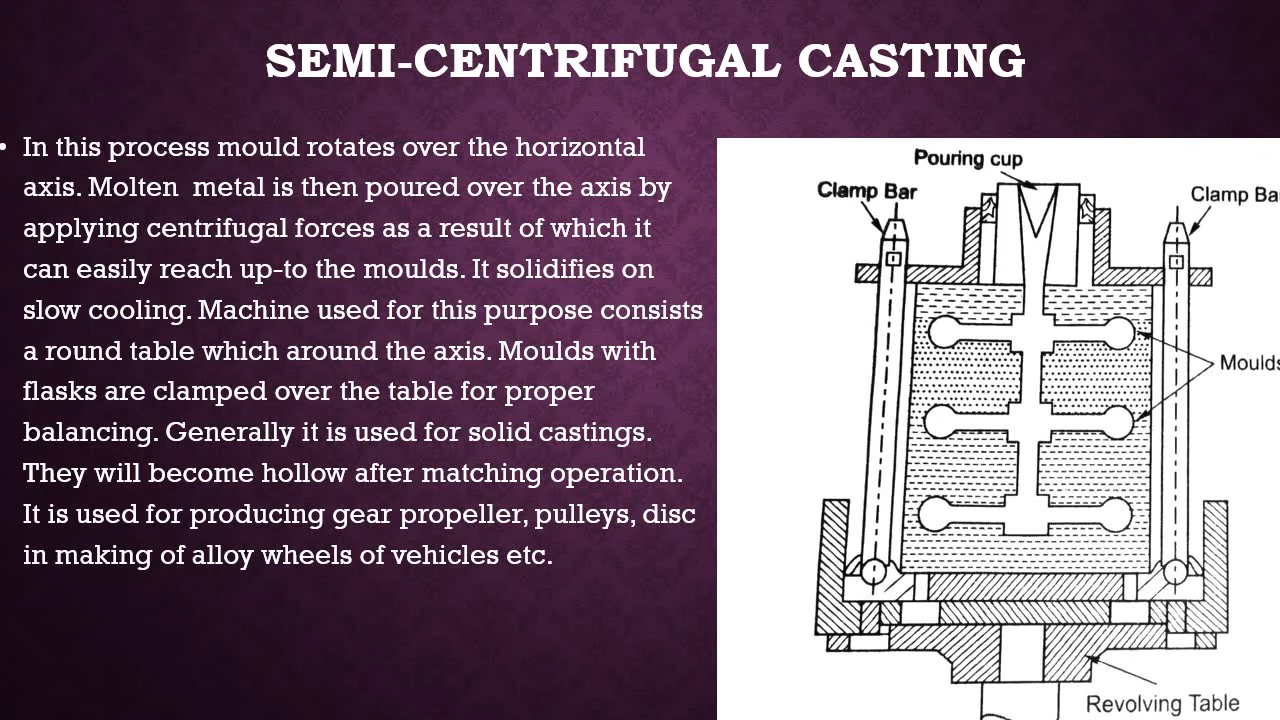 SEMI-CENTRIFUGAL CASTING
• In this process mould rotates over the horizontal
axis. Molten metal is then poured over the axis by
applying centrifugal forces as a result of which it
can easily reach up-to the moulds. It solidifies on
slow cooling. Machine used for this purpose consists
a round table which around the axis. Moulds with
flasks are clamped over the table for proper
balancing. Generally it is used for solid castings.
They will become hollow after matching operation.
It is used for producing gear propeller, pulleys, disc
in making of alloy wheels of vehicles etc.
Pouring cup
Clamp Bar
Clamp Ba
Moulds
Revolving Table